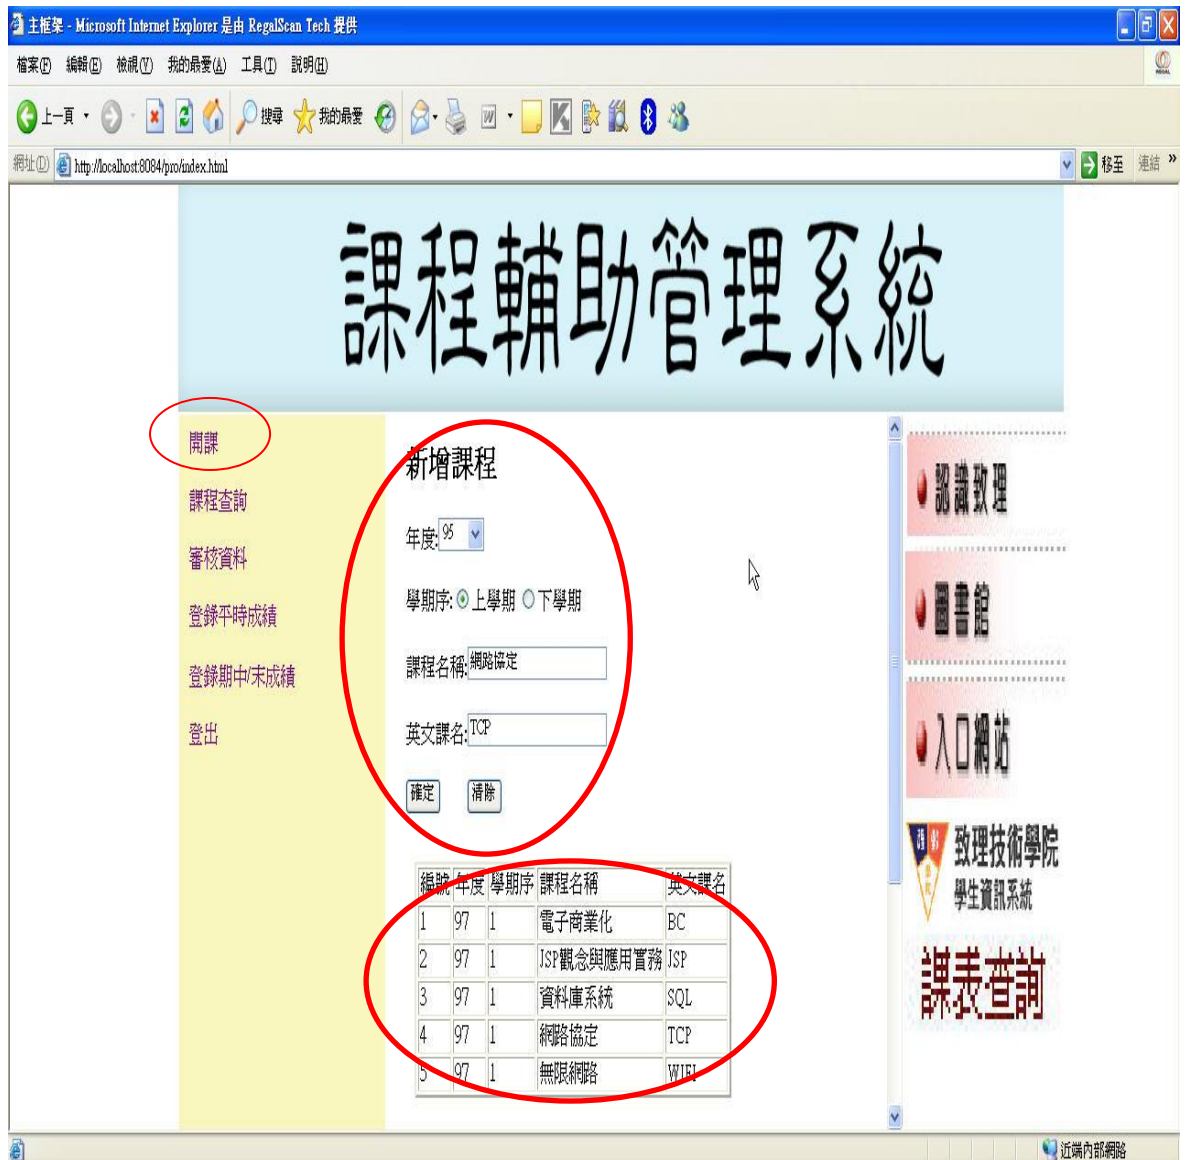 主框架 - Microsoft Internet Explorer 是由 RegalScan Tech 提供
檔案(F) 編輯(E) 檢視(V) 我的最愛(A) 工具(T) 說明(H)
上一頁 搜尋 我的最愛
網址(D) http://localhost:8084/pro/index.html 移至 連結 »
課程輔助管理系統
開課
課程查詢
審核資料
登錄平時成績
登錄期中/末成績
登出
新增課程
年度: 95
學期序: 上學期 下學期
課程名稱: 網路協定
英文課名: TCP
確定 清除
編號 年度 學期序 課程名稱 英文課名
1 97 1 電子商業化 BC
2 97 1 JSP觀念與應用實務 JSP
3 97 1 資料庫系統 SQL
4 97 1 網路協定 TCP
5 97 1 無限網路 WIFI
認識致理
圖書館
入口網站
致理技術學院
學生資訊系統
課表查詢
近端內部網路